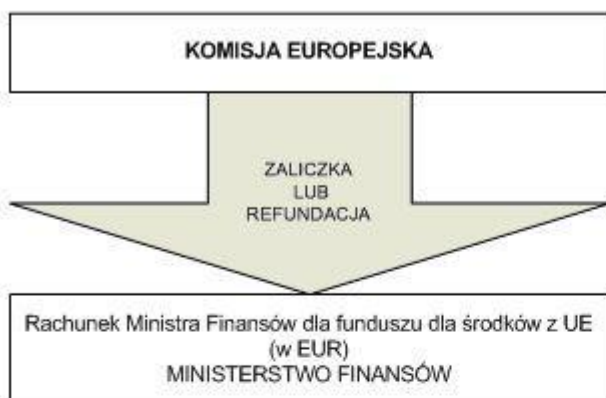 KOMISJA EUROPEJSKA
ZALICZKA
LUB
REFUNDACJA
Rachunek Ministra Finansów dla funduszu dla środków z UE
(w EUR)
MINISTERSTWO FINANSÓW